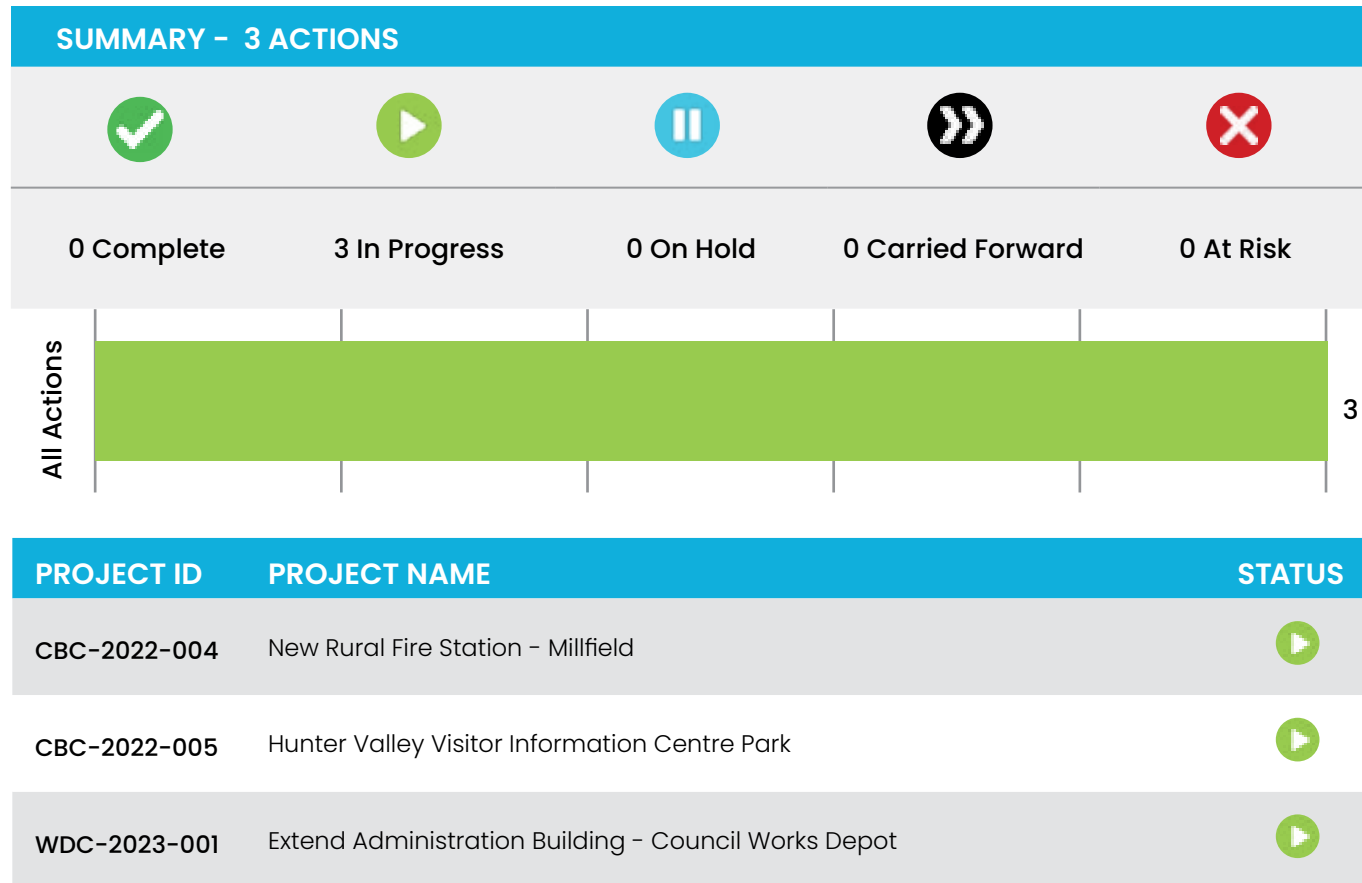 SUMMARY - 3 ACTIONS
0 Complete 3 In Progress 0 On Hold 0 Carried Forward 0 At Risk
All Actions
3
PROJECT ID PROJECT NAME STATUS
CBC-2022-004 New Rural Fire Station - Millfield
CBC-2022-005 Hunter Valley Visitor Information Centre Park
WDC-2023-001 Extend Administration Building - Council Works Depot